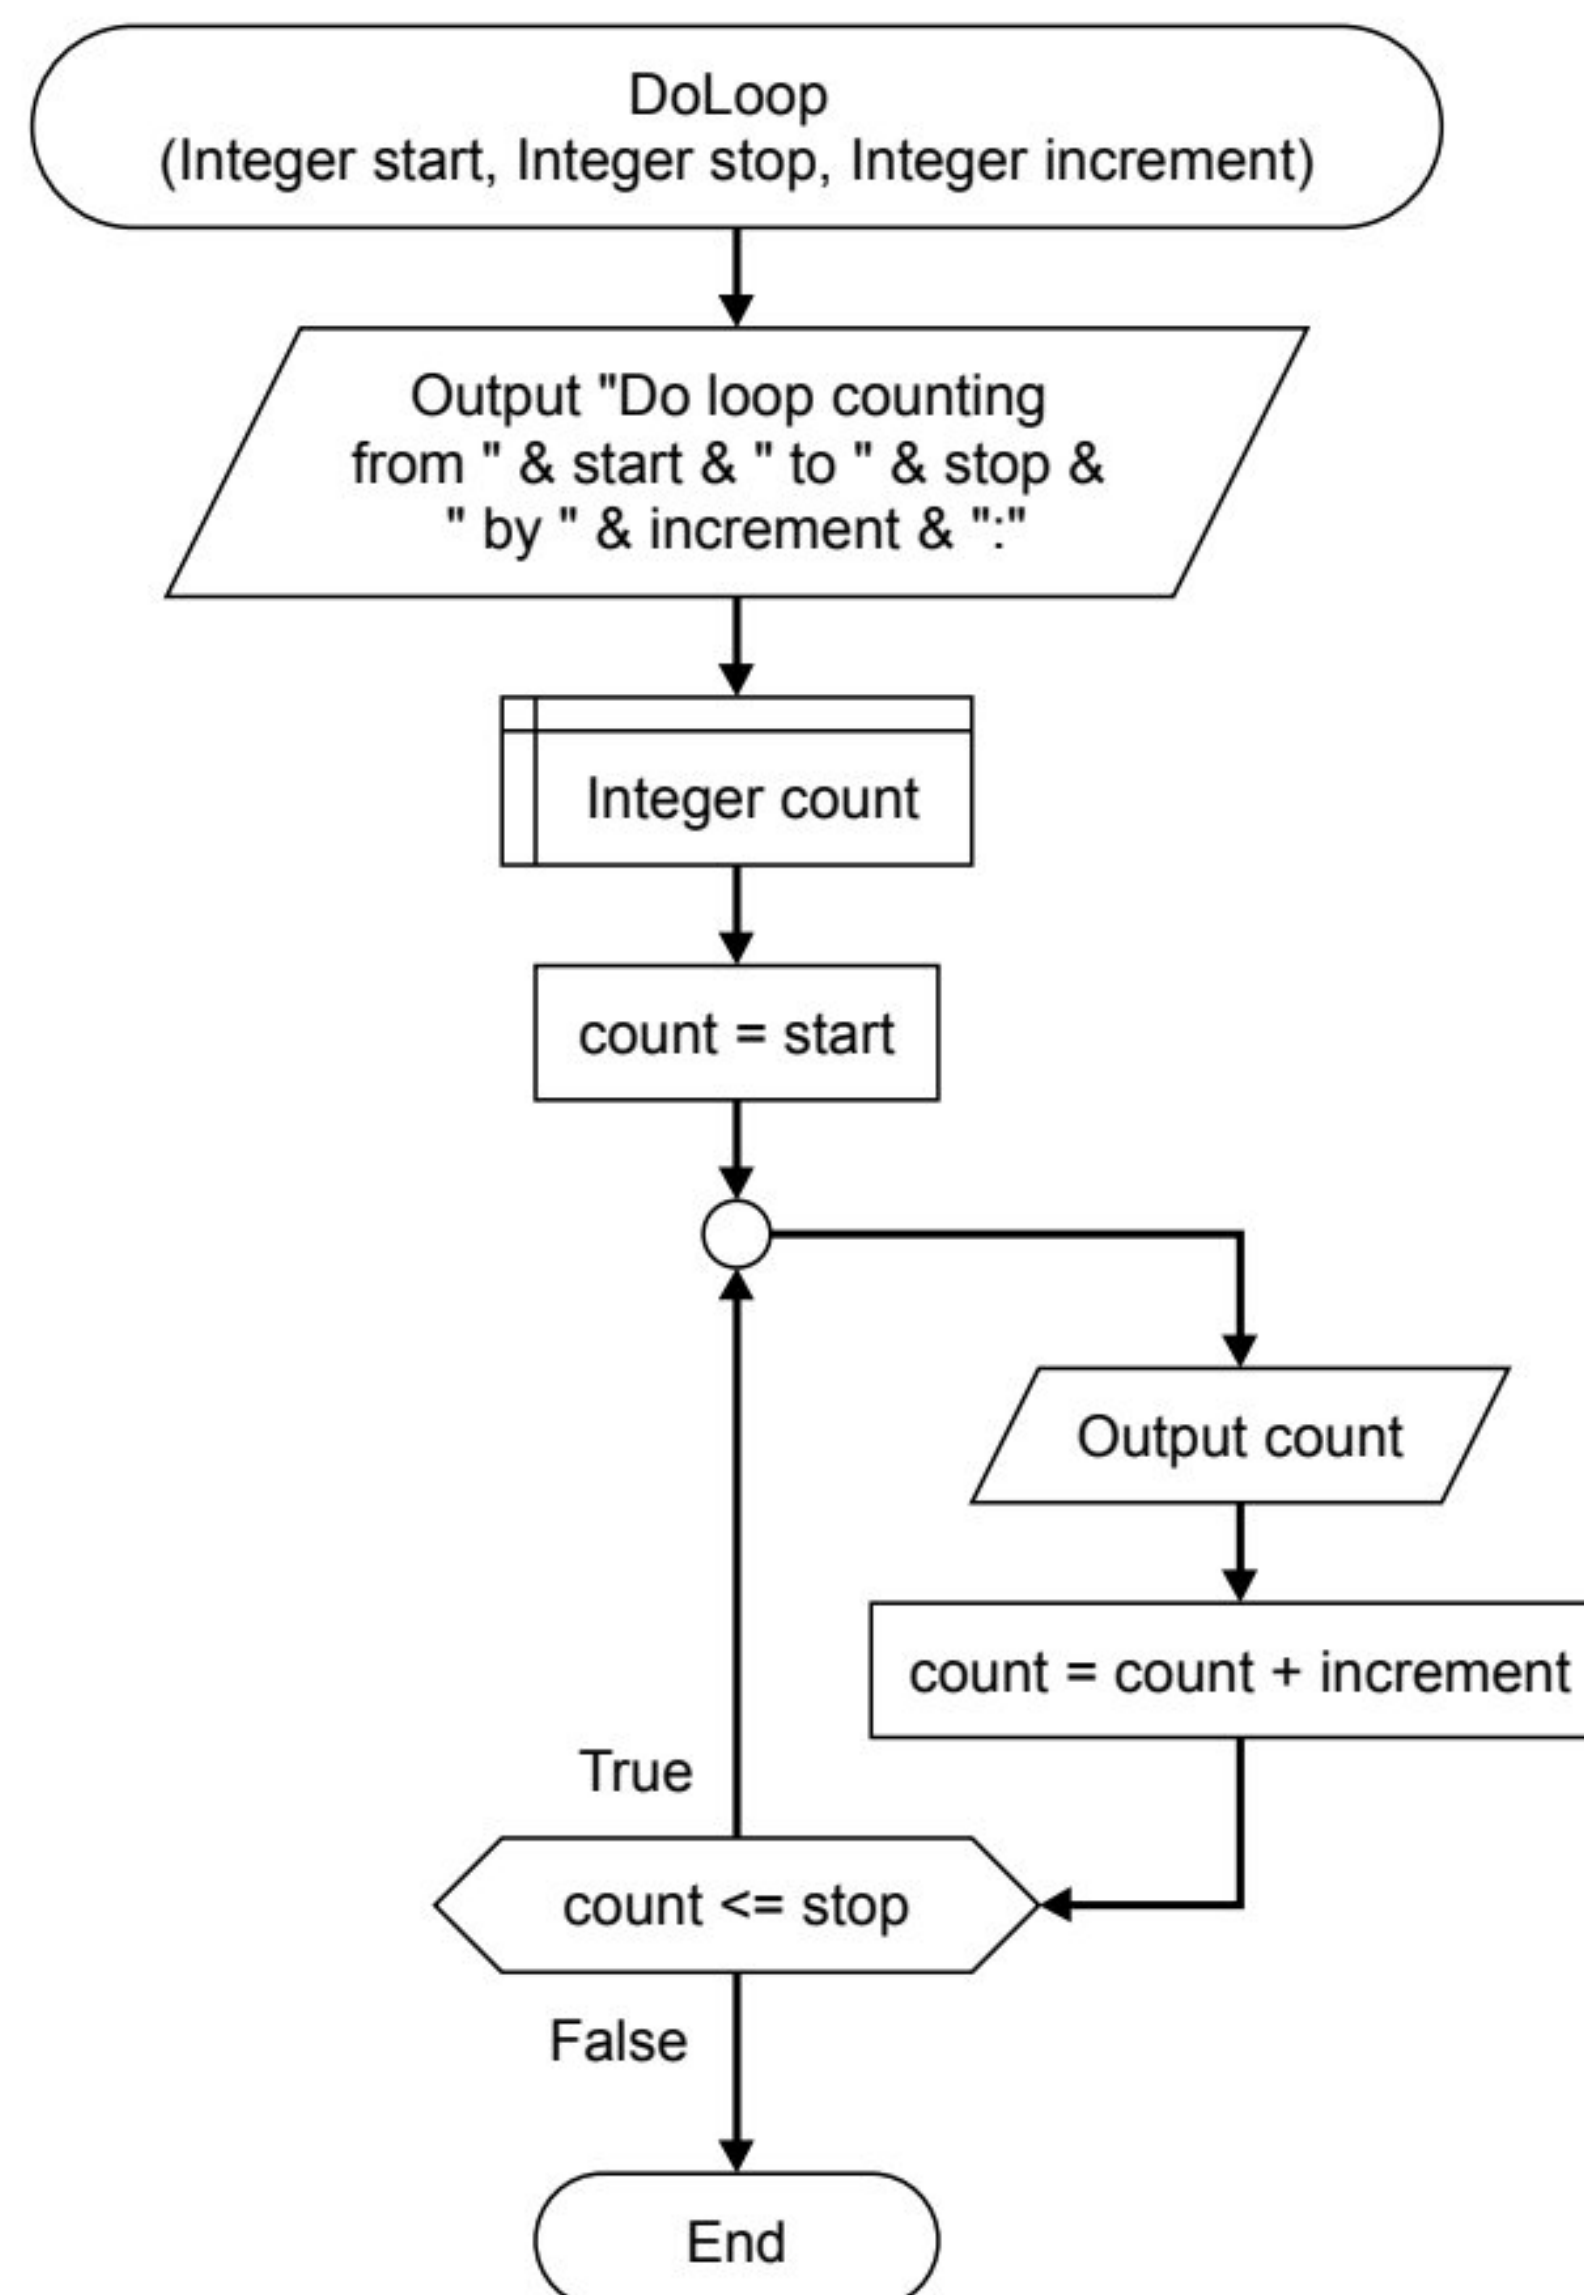 DoLoop
(Integer start, Integer stop, Integer increment)
Output "Do loop counting
from " & start & " to " & stop &
" by " & increment & ":"
Integer count
count = start
Output count
count = count + increment
True
count <= stop
False
End